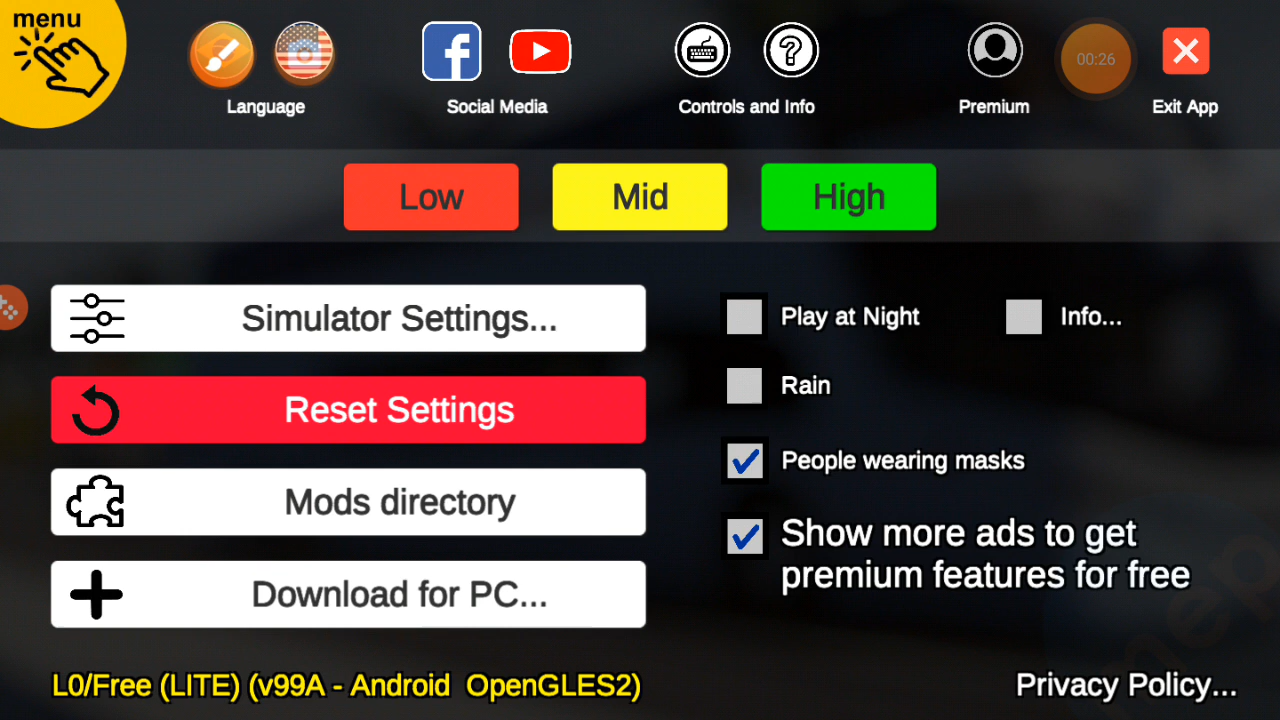 menu
00:26
Language
Social Media
Controls and Info
Premium
Exit App
Low
Mid
High
Simulator Settings...
Play at Night
Info...
Rain
Reset Settings
People wearing masks
Mods directory
Show more ads to get
premium features for free
Download for PC...
L0/Free (LITE) (v99A - Android OpenGLES2)
Privacy Policy...